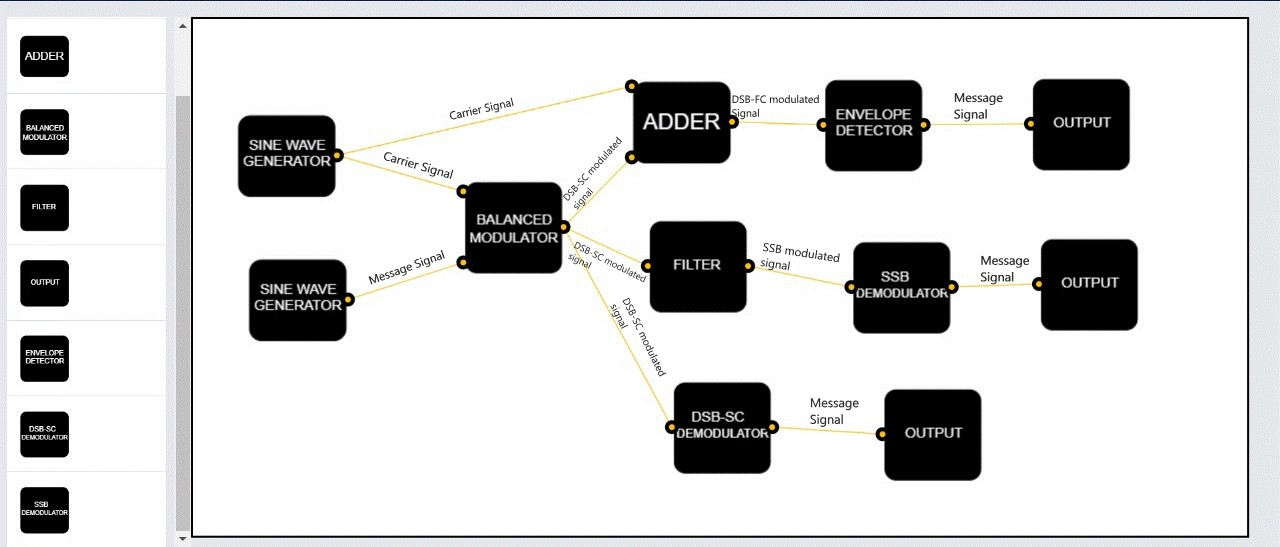 ADDER
BALANCED
MODULATOR
FILTER
OUTPUT
ENVELOPE
DETECTOR
DSB-SC
DEMODULATOR
SSB
DEMODULATOR
SINE WAVE
GENERATOR
Carrier Signal
Carrier Signal
SINE WAVE
GENERATOR
Message Signal
BALANCED
MODULATOR
DSB-SC modulated
signal
ADDER
DSB-FC modulated
Signal
ENVELOPE
DETECTOR
Message
Signal
OUTPUT
DSB-SC modulated
signal
FILTER
SSB modulated
signal
SSB
DEMODULATOR
Message
Signal
OUTPUT
DSB-SC modulated
signal
DSB-SC
DEMODULATOR
Message
Signal
OUTPUT